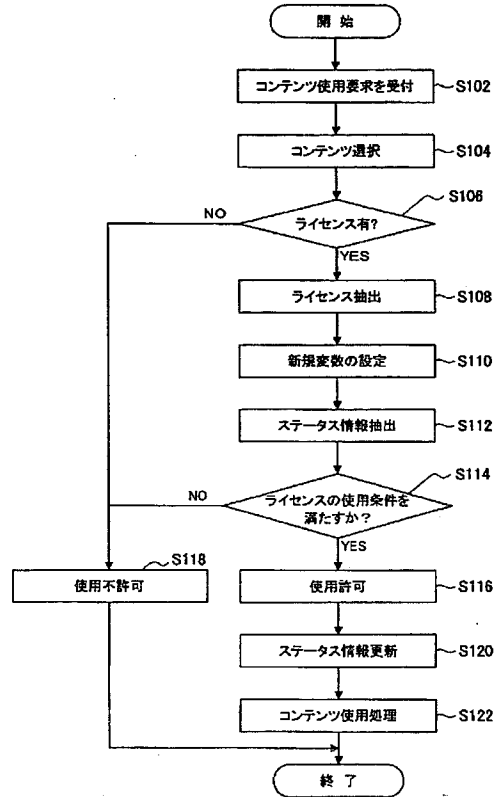 開 始
コンテンツ使用要求を受付
S102
コンテンツ選択
S104
S106
NO
ライセンス有?
YES
ライセンス抽出
S108
新規変数の設定
S110
ステータス情報抽出
S112
S114
NO
ライセンスの使用条件を
満たすか?
YES
S118
使用不許可
使用許可
S116
ステータス情報更新
S120
コンテンツ使用処理
S122
終 了